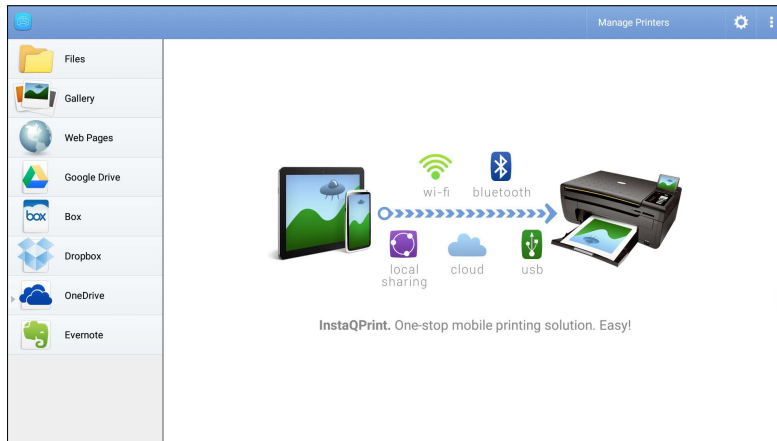 Manage Printers
Files
Gallery
Web Pages
Google Drive
box
Box
Dropbox
OneDrive
Evernote
wi-fi
bluetooth
local
sharing
cloud
usb
InstaQPrint. One-stop mobile printing solution. Easy!